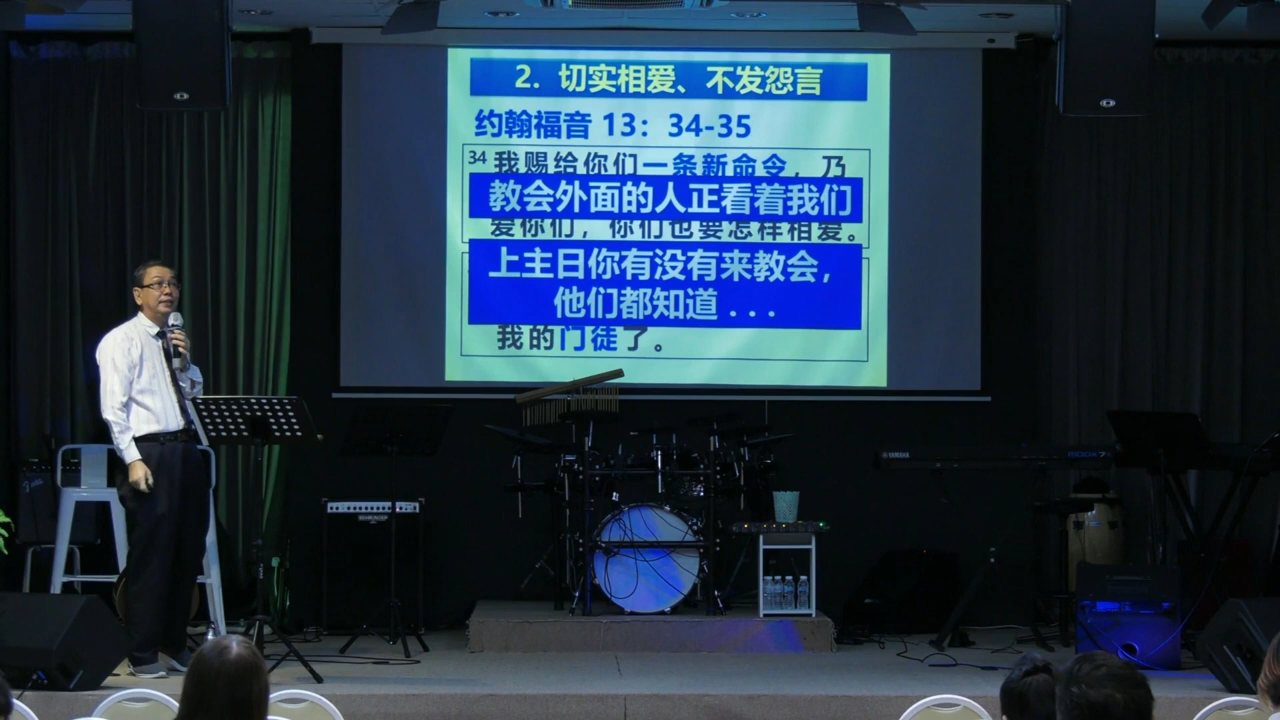 2. 切实相爱、不发怨言
约翰福音 13：34-35
34 我赐给你们一条新命令，乃
教会外面的人正看着我们
爱你们，你们也要怎样相爱。
上主日你有没有来教会，
他们都知道 . . .
我的门徒了。
YAMAHA